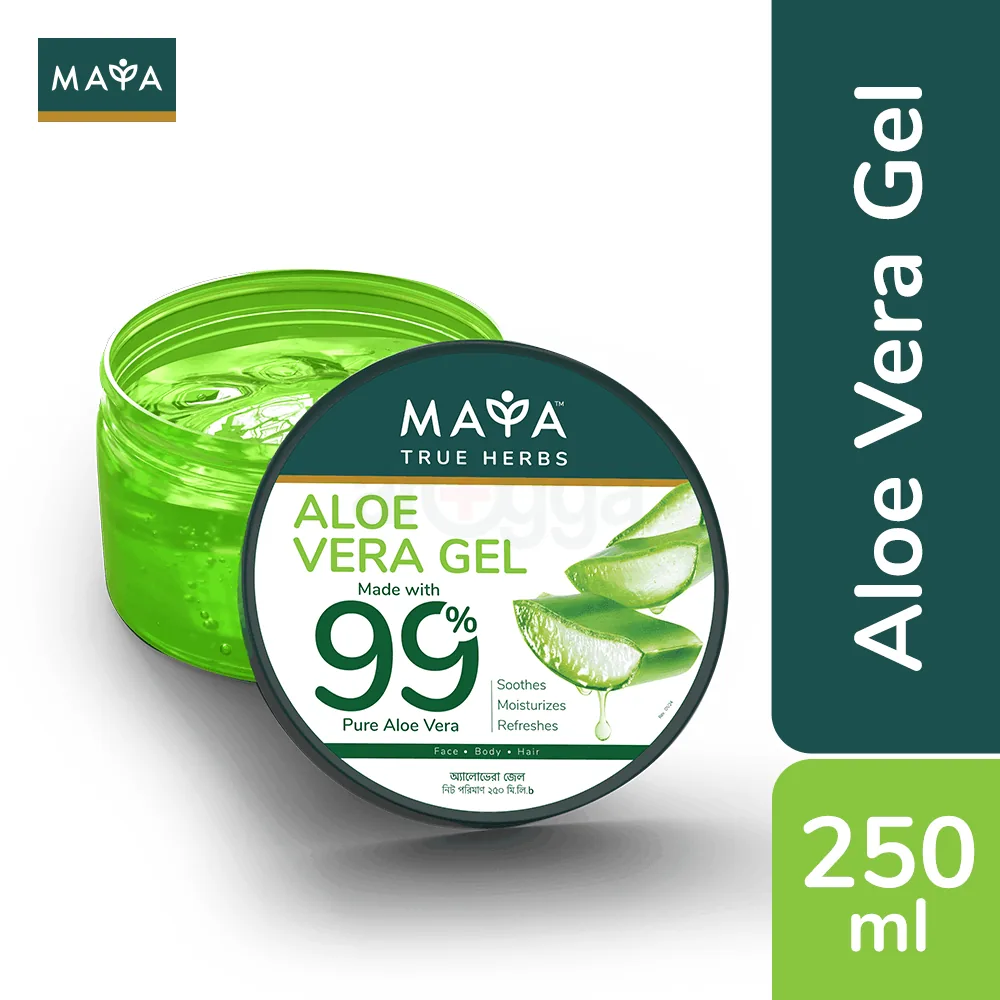 MAYA
MAYA™
TRUE HERBS
ALOE
VERA GEL
Made with
99%
Pure Aloe Vera
Soothes
Moisturizes
Refreshes
Face • Body • Hair
অ্যালোভেরা জেল
নিট পরিমাণ ২৫০ মি.লি.৳
Aloe Vera Gel
250
ml